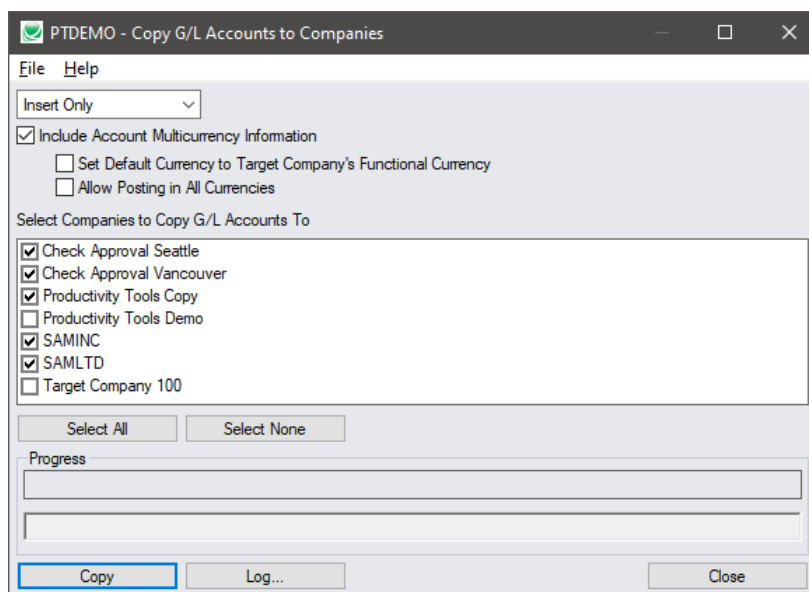 PTDEMO - Copy G/L Accounts to Companies
File Help
Insert Only
Include Account Multicurrency Information
Set Default Currency to Target Company's Functional Currency
Allow Posting in All Currencies
Select Companies to Copy G/L Accounts To
Check Approval Seattle
Check Approval Vancouver
Productivity Tools Copy
Productivity Tools Demo
SAMINC
SAMLTD
Target Company 100
Select All Select None
Progress
Copy Log... Close